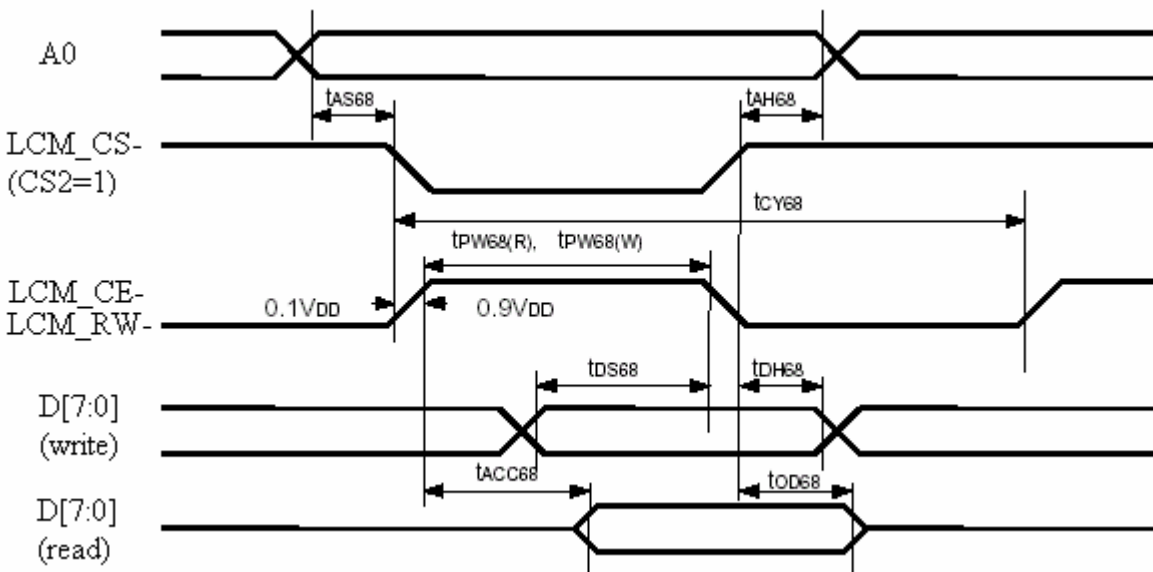 A0
tAS68
tAH68
LCM_CS-
(CS2=1)
tCY68
tPW68(R), tPW68(W)
LCM_CE-
0.1VDD 0.9VDD
LCM_RW-
tDS68 tDH68
D[7:0]
(write)
tACC68 tOD68
D[7:0]
(read)